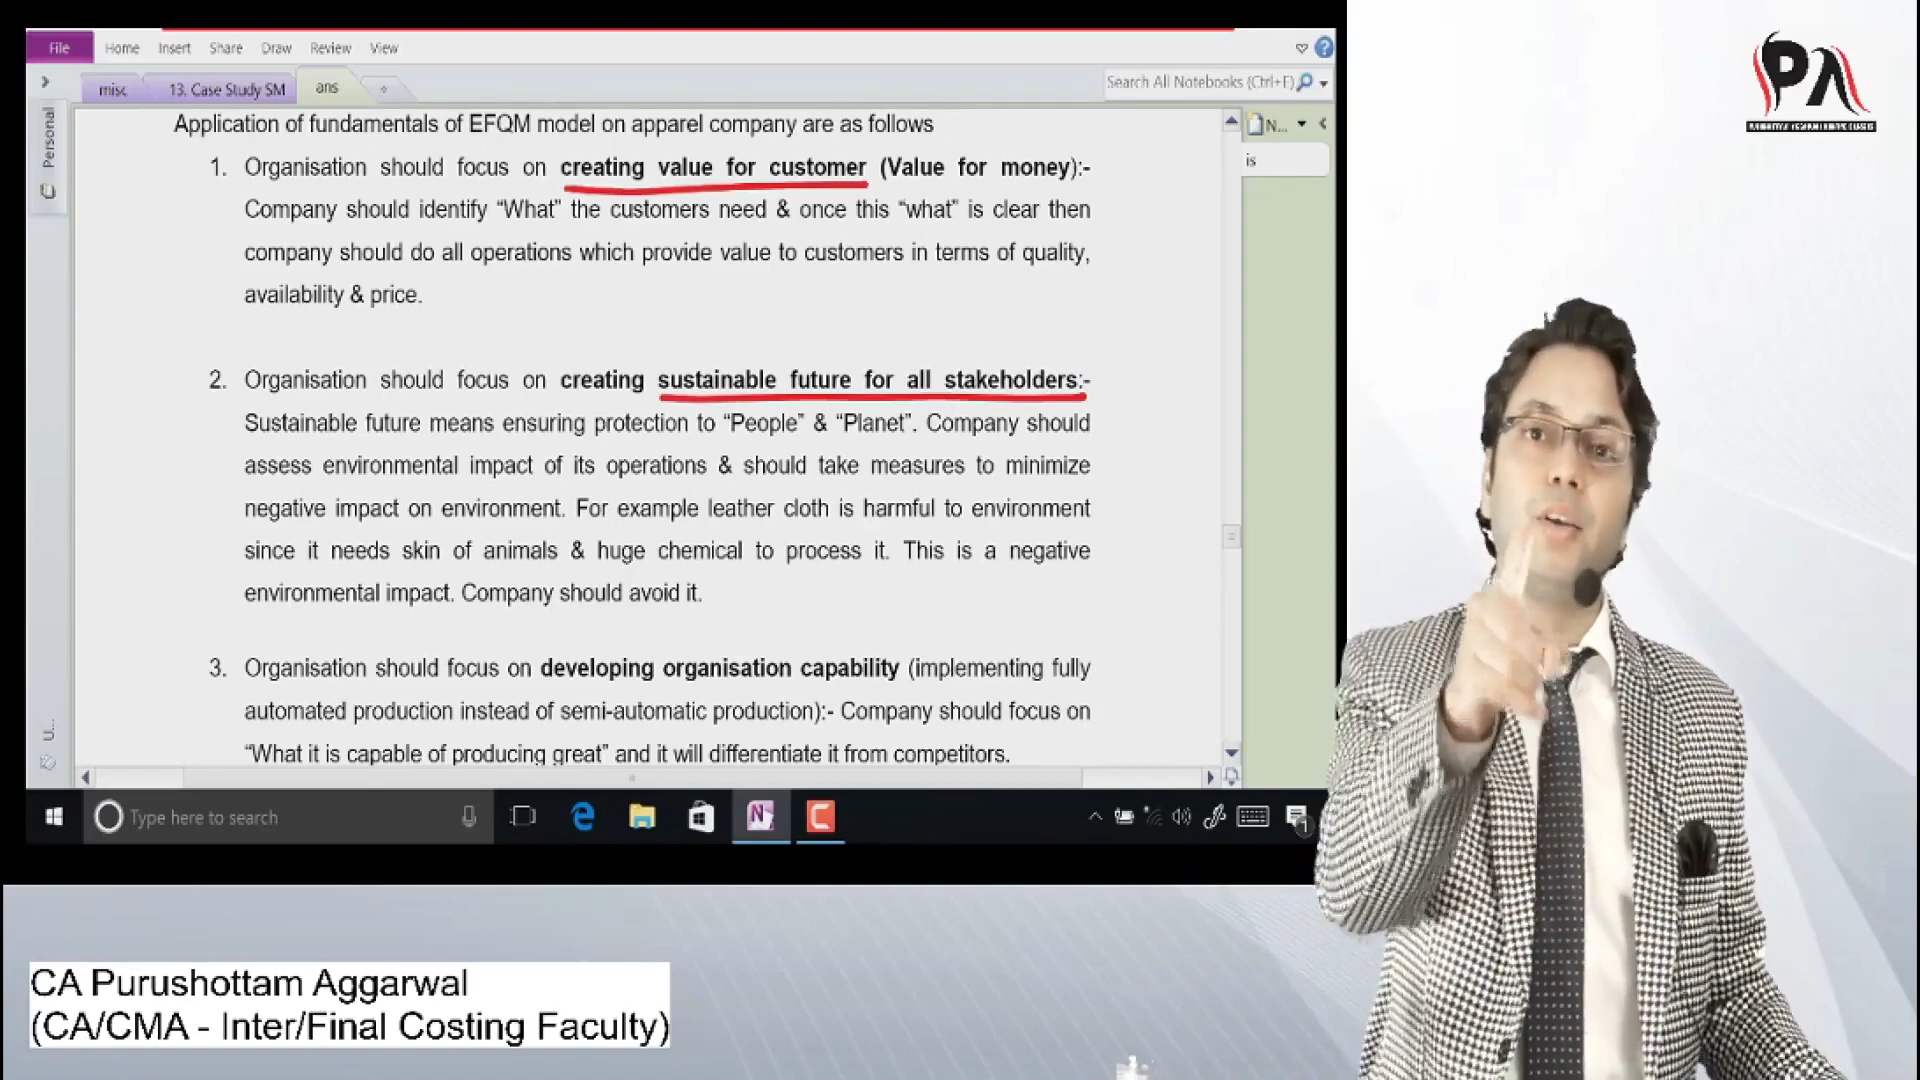 File Home Insert Share Draw Review View
misc 13. Case Study SM ans
Search All Notebooks (Ctrl+F)
Personal
N...
is
Application of fundamentals of EFQM model on apparel company are as follows
1. Organisation should focus on creating value for customer (Value for money):-
Company should identify “What” the customers need & once this “what” is clear then
company should do all operations which provide value to customers in terms of quality,
availability & price.
2. Organisation should focus on creating sustainable future for all stakeholders:-
Sustainable future means ensuring protection to “People” & “Planet”. Company should
assess environmental impact of its operations & should take measures to minimize
negative impact on environment. For example leather cloth is harmful to environment
since it needs skin of animals & huge chemical to process it. This is a negative
environmental impact. Company should avoid it.
3. Organisation should focus on developing organisation capability (implementing fully
automated production instead of semi-automatic production):- Company should focus on
“What it is capable of producing great” and it will differentiate it from competitors.
U...
Type here to search
1
PA
CA Purushottam Aggarwal
(CA/CMA - Inter/Final Costing Faculty)